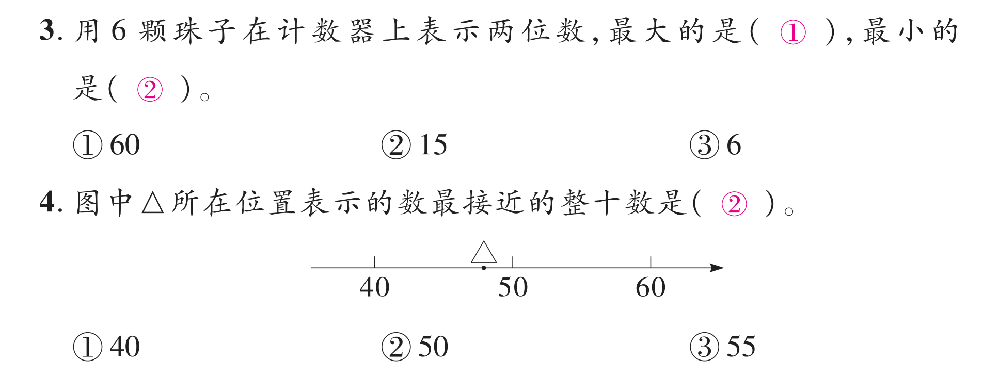 3. 用 6 颗珠子在计数器上表示两位数,最大的是( ① ),最小的
是( ② )。
① 60 ② 15 ③ 6
4. 图中△所在位置表示的数最接近的整十数是( ② )。
40 50 60
① 40 ② 50 ③ 55